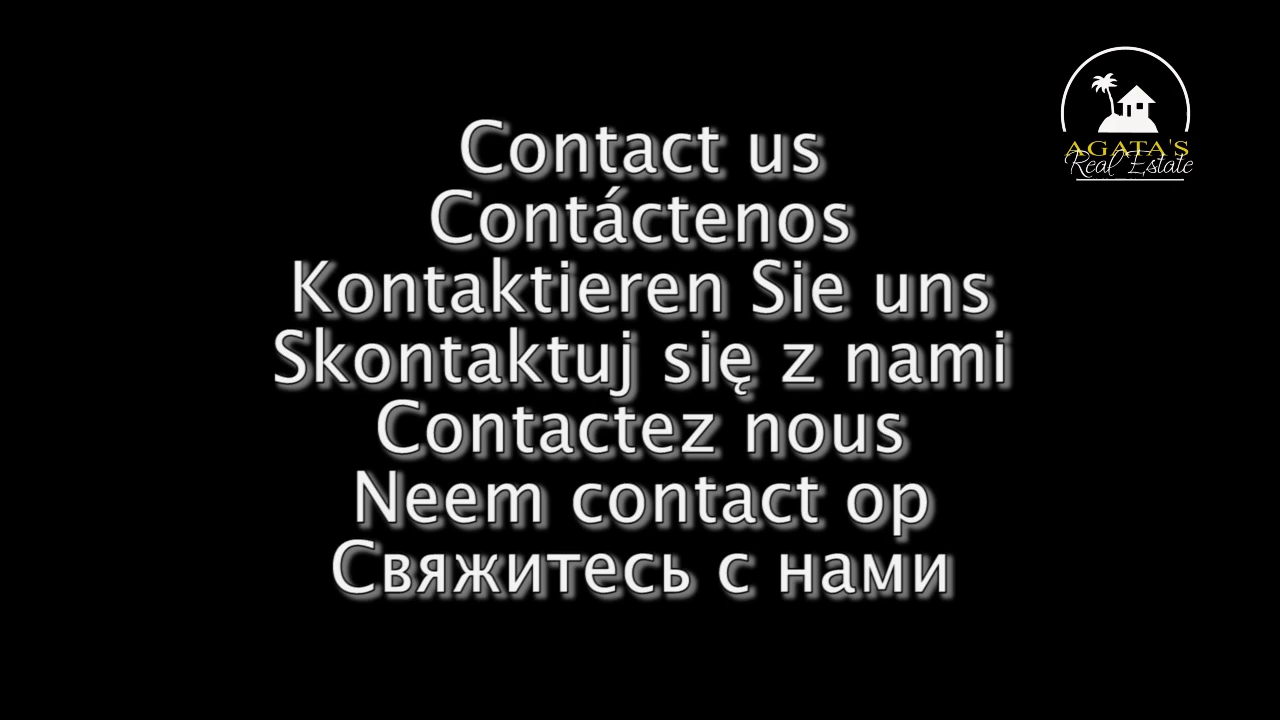 Contact us
Contáctenos
Kontaktieren Sie uns
Skontaktuj się z nami
Contactez nous
Neem contact op
Свяжитесь с нами
AGATA'S
Real Estate